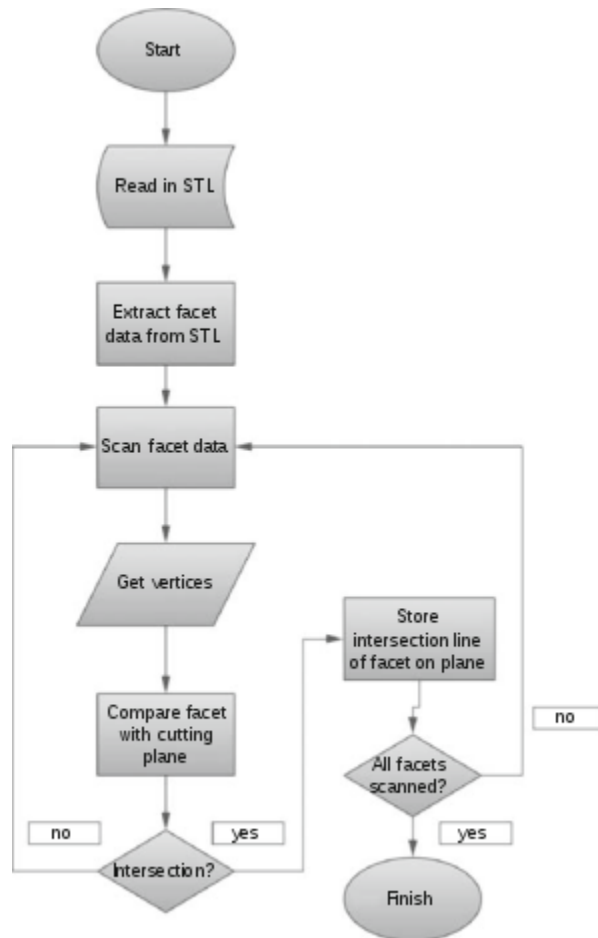 Start
Read in STL
Extract facet
data from STL
Scan facet data
Get vertices
Compare facet
with cutting
plane
no
yes
Intersection?
Store
intersection line
of facet on plane
no
All facets
scanned?
yes
Finish